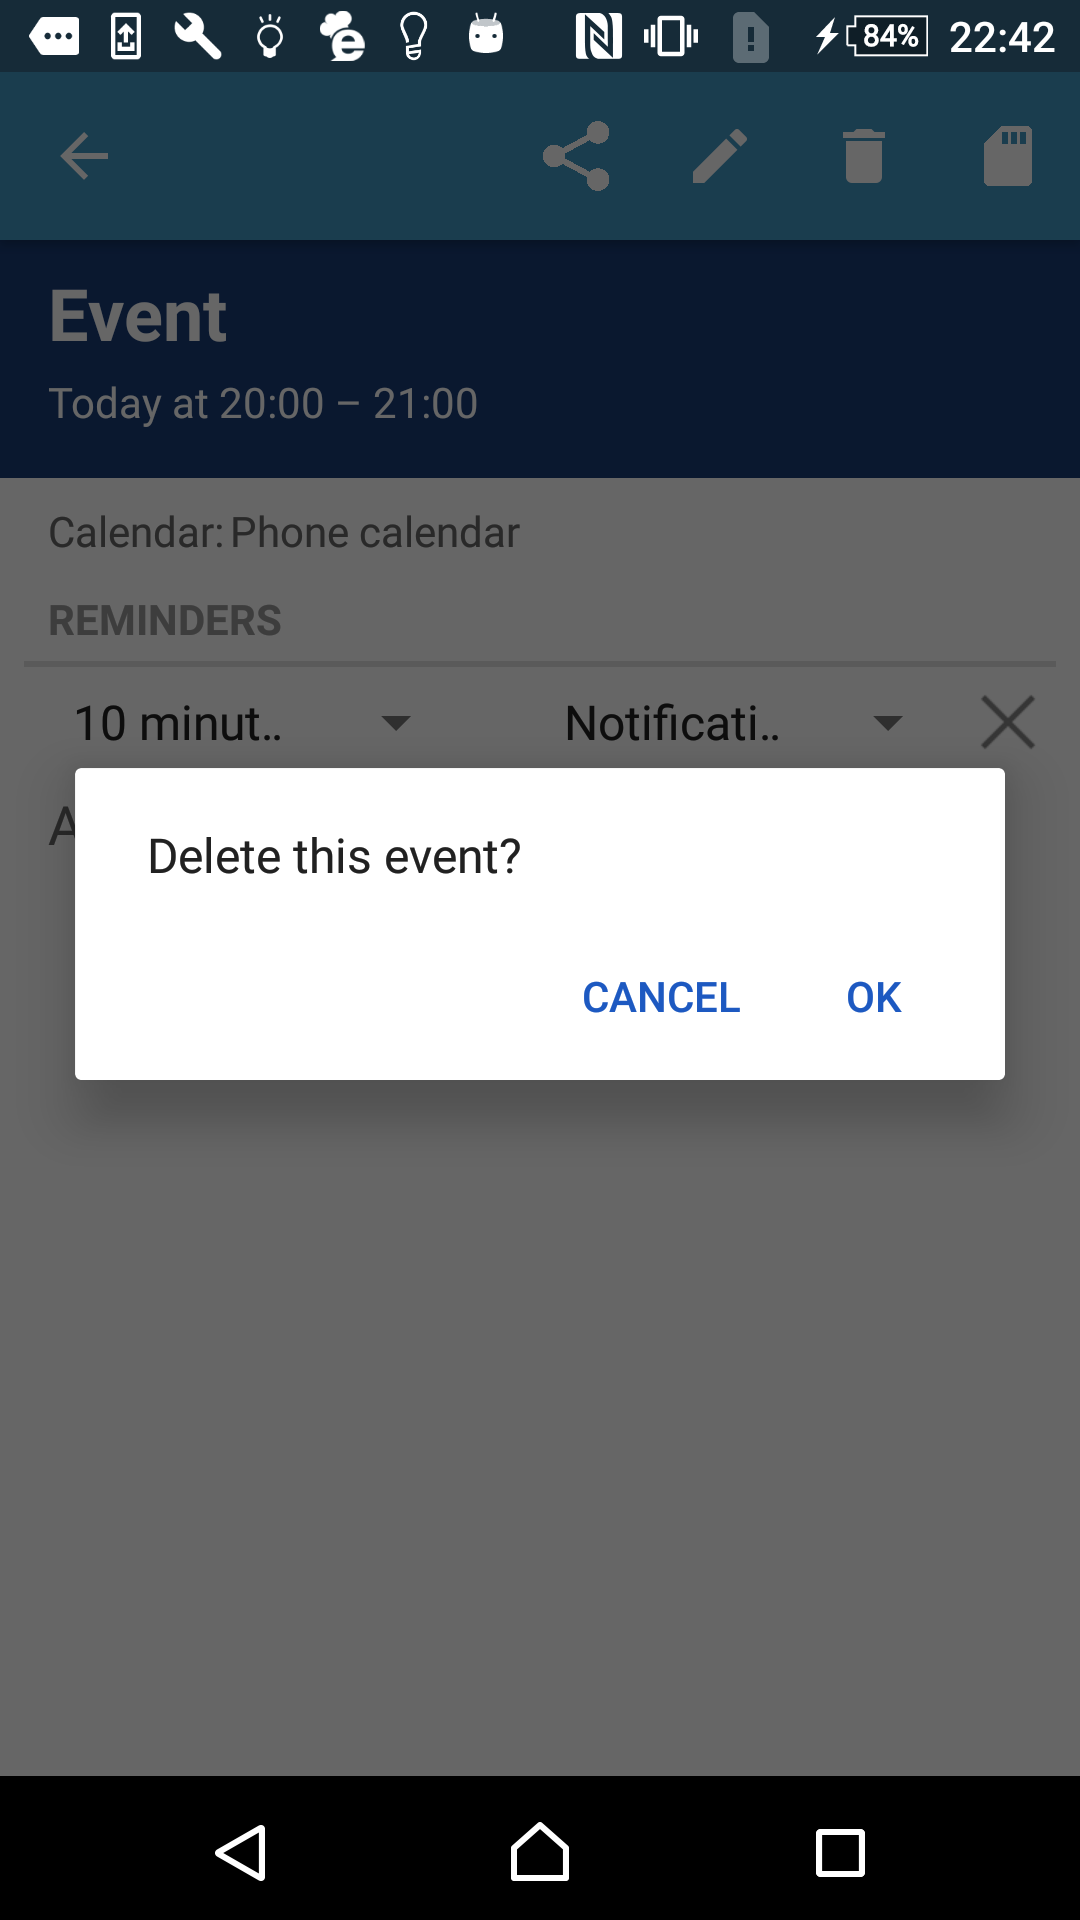 84% 22:42
Event
Today at 20:00 – 21:00
Calendar: Phone calendar
REMINDERS
10 minut.. Notificati..
A
Delete this event?
CANCEL OK